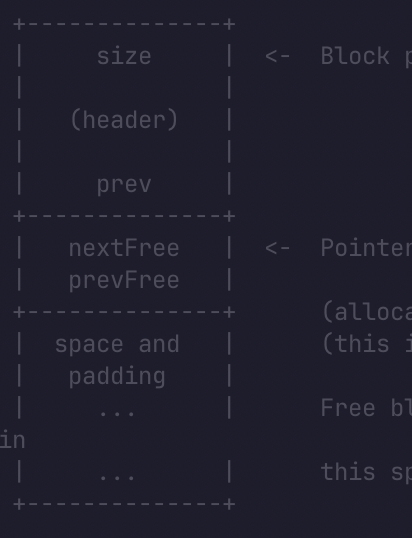 +--------------+
|     size     |  <-  Block
|              |
|   (header)   |
|              |
|     prev     |
+--------------+
|   nextFree   |  <-  Pointer
|   prevFree   |
+--------------+      (alloca
|  space and   |      (this i
|   padding    |
|     ...      |      Free bl
in
|     ...      |      this sp
+--------------+